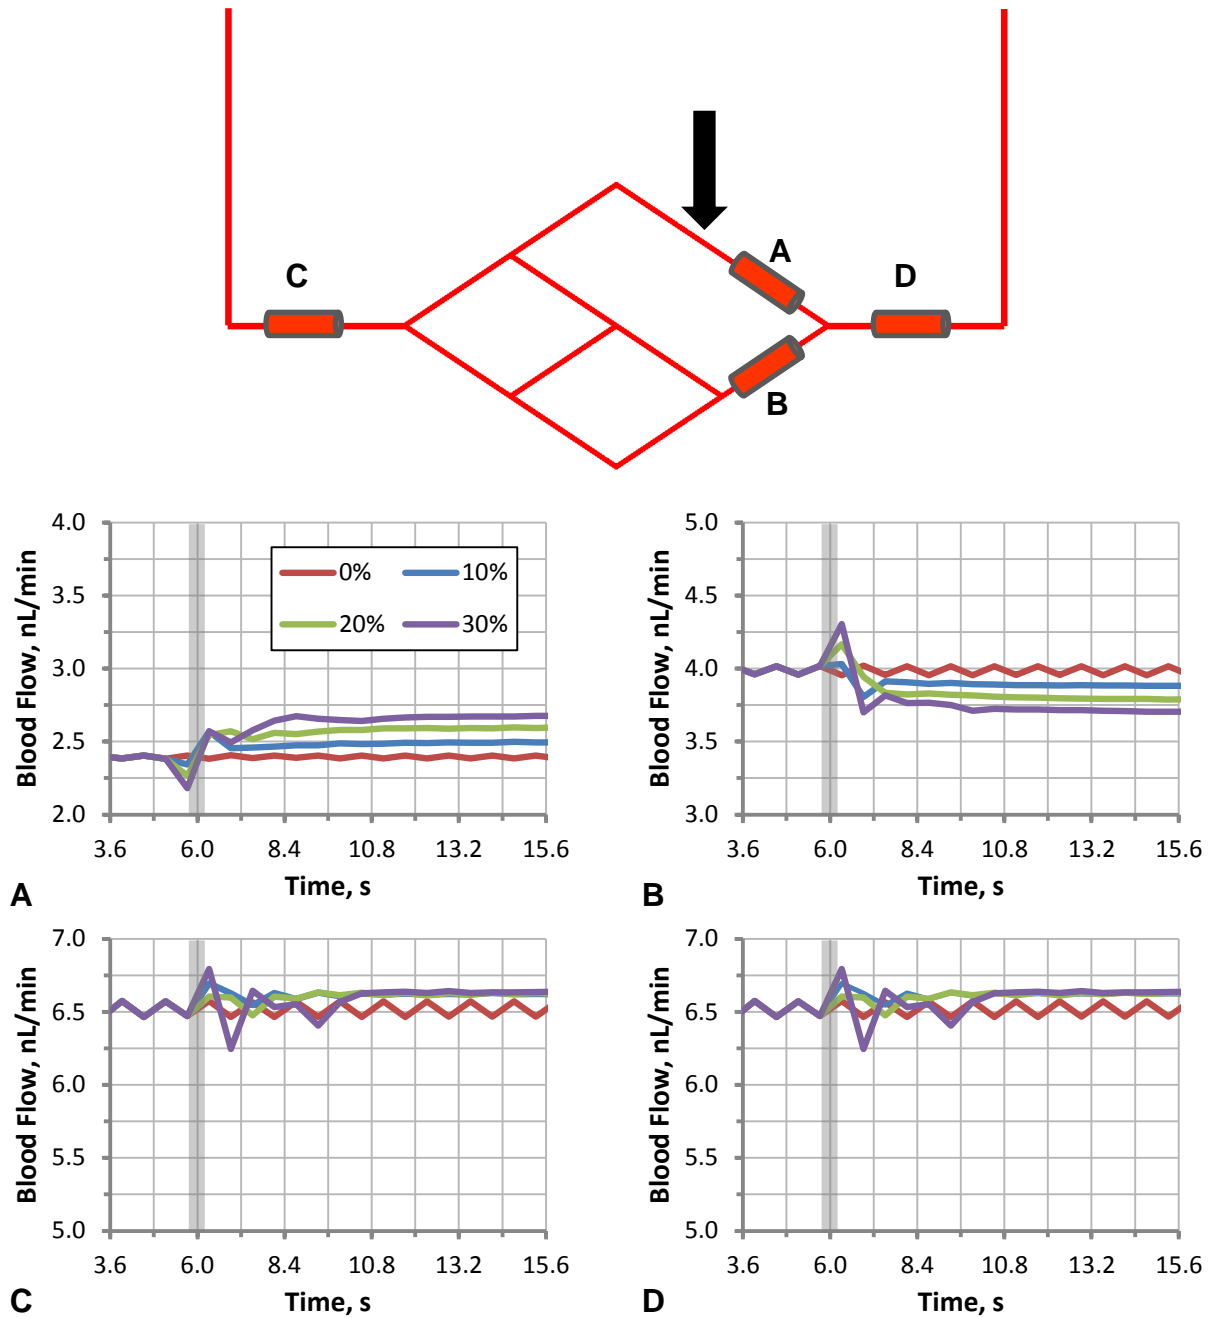 C
A
D
B
Blood Flow, nL/min
4.0
3.5
3.0
2.5
2.0
0% 10%
20% 30%
3.6 6.0 8.4 10.8 13.2 15.6
Time, s
A
Blood Flow, nL/min
5.0
4.5
4.0
3.5
3.0
3.6 6.0 8.4 10.8 13.2 15.6
Time, s
B
Blood Flow, nL/min
7.0
6.5
6.0
5.5
5.0
3.6 6.0 8.4 10.8 13.2 15.6
Time, s
C
Blood Flow, nL/min
7.0
6.5
6.0
5.5
5.0
3.6 6.0 8.4 10.8 13.2 15.6
Time, s
D